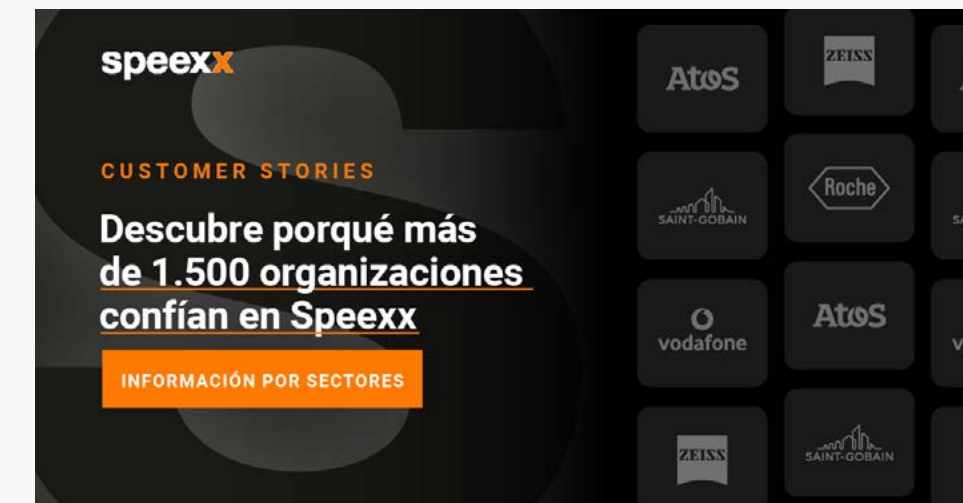 speexx
CUSTOMER STORIES
Descubre porqué más
de 1.500 organizaciones
confían en Speexx
INFORMACIÓN POR SECTORES
AtoS
ZEISS
SAINT-GOBAIN
Roche
vodafone
AtoS
ZEISS
SAINT-GOBAIN